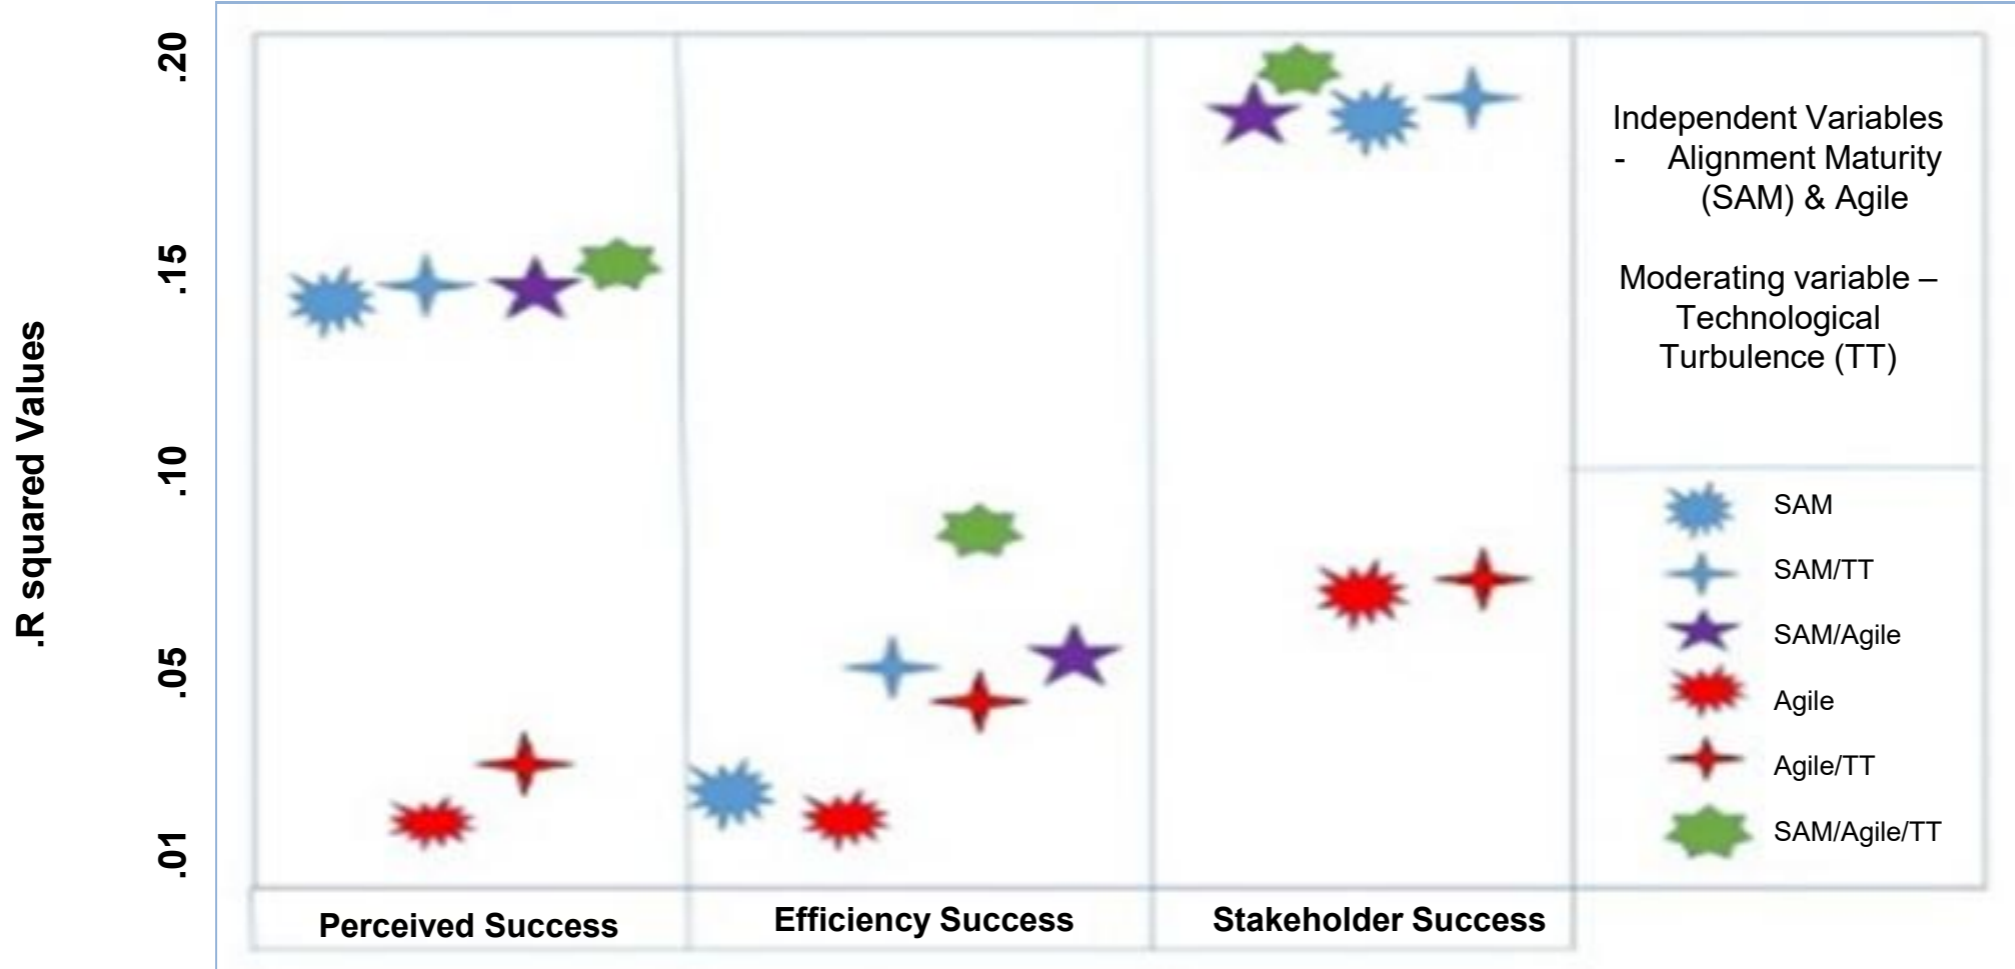 .R squared Values
.20
.15
.10
.05
.01
Perceived Success
Efficiency Success
Stakeholder Success
Independent Variables
- Alignment Maturity
(SAM) & Agile
Moderating variable –
Technological
Turbulence (TT)
SAM
SAM/TT
SAM/Agile
Agile
Agile/TT
SAM/Agile/TT